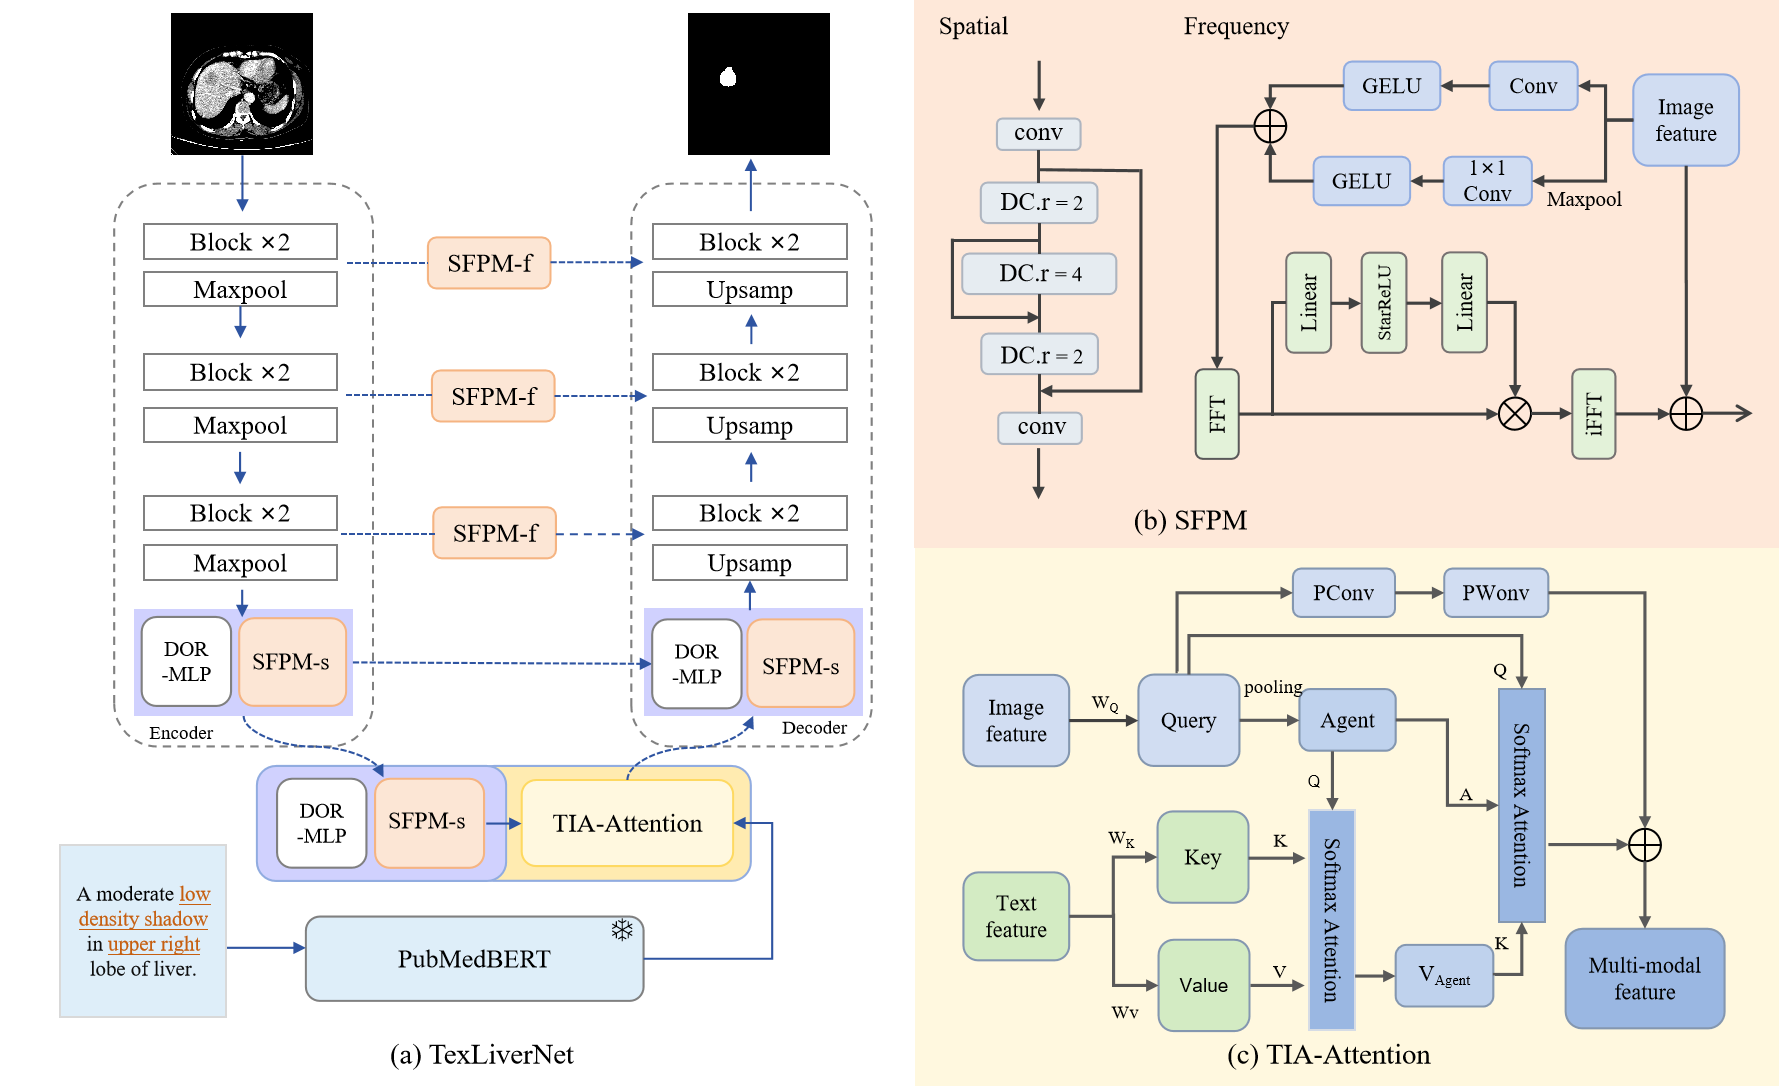 Block ×2
Maxpool
Block ×2
Maxpool
Block ×2
Maxpool
DOR
-MLP
SFPM-s
Encoder
SFPM-f
SFPM-f
SFPM-f
Block ×2
Upsamp
Block ×2
Upsamp
Block ×2
Upsamp
DOR
-MLP
SFPM-s
Decoder
DOR
-MLP
SFPM-s
TIA-Attention
A moderate low
density shadow
in upper right
lobe of liver.
PubMedBERT
(a) TexLiverNet
Spatial
conv
DC.r = 2
DC.r = 4
DC.r = 2
conv
Frequency
GELU
Conv
Image
feature
GELU
1×1
Conv
Maxpool
Linear
StarReLU
Linear
FFT
iFFT
(b) SFPM
PConv
PWonv
Image
feature
WQ
Query
pooling
Agent
Q
Q
A
Softmax Attention
Text
feature
WK
Key
K
Wv
Value
V
Softmax Attention
VAgent
K
Multi-modal
feature
(c) TIA-Attention